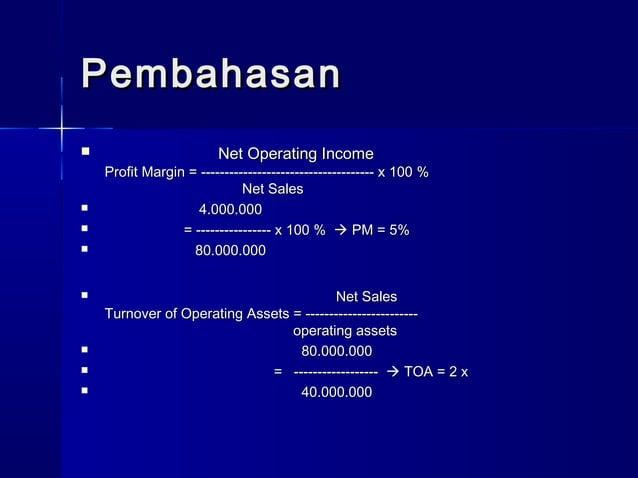 Pembahasan
Net Operating Income
Profit Margin = ------------------------------------- x 100 %
Net Sales
4.000.000
= ---------------- x 100 % → PM = 5%
80.000.000
Net Sales
Turnover of Operating Assets = ------------------------
operating assets
80.000.000
= ------------------ → TOA = 2 x
40.000.000